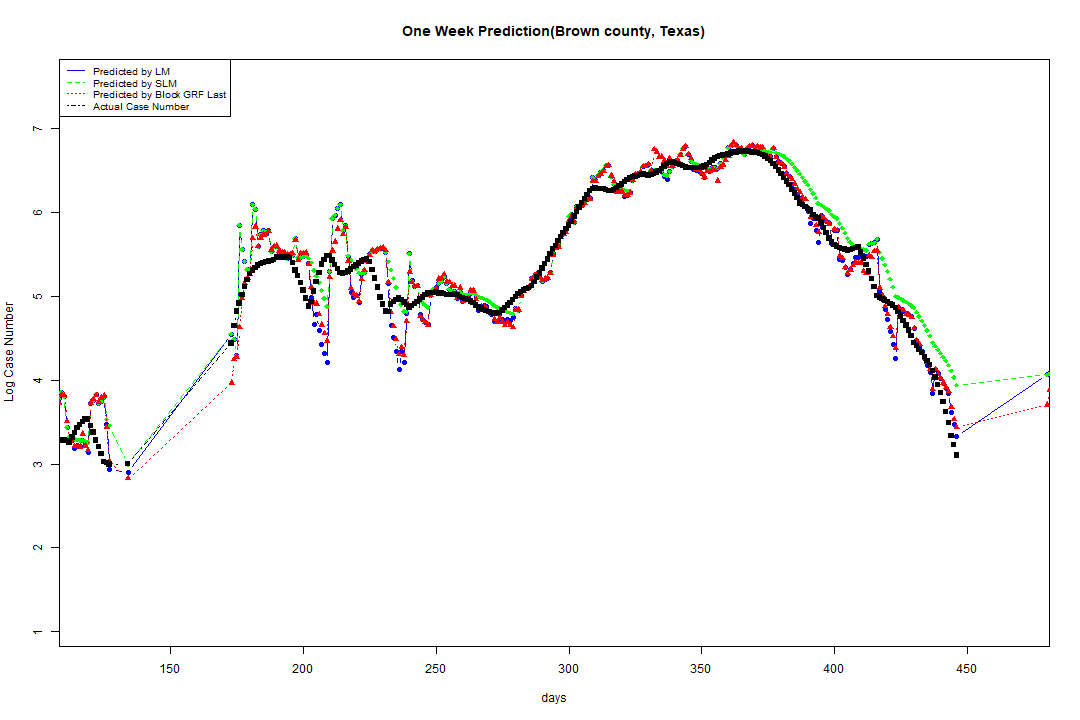 One Week Prediction(Brown county, Texas)
Predicted by LM
Predicted by SLM
Predicted by Block GRF Last
Actual Case Number
7
6
5
4
3
2
1
Log Case Number
150 200 250 300 350 400 450
days